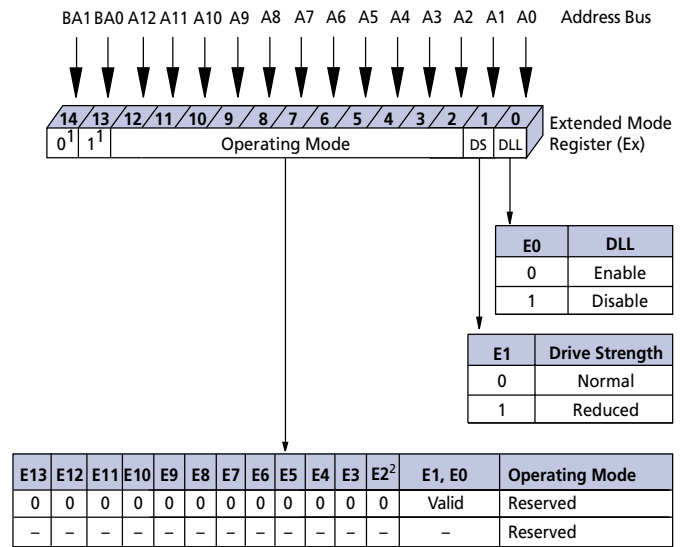 BA1 BA0 A12 A11 A10 A9 A8 A7 A6 A5 A4 A3 A2 A1 A0 Address Bus
14 13 12 11 10 9 8 7 6 5 4 3 2 1 0
Extended Mode
Register (Ex)
0¹ 1¹ Operating Mode DS DLL
E0 DLL
0 Enable
1 Disable
E1 Drive Strength
0 Normal
1 Reduced
E13 E12 E11 E10 E9 E8 E7 E6 E5 E4 E3 E2² E1, E0 Operating Mode
0 0 0 0 0 0 0 0 0 0 0 0 Valid Reserved
– – – – – – – – – – – – – Reserved